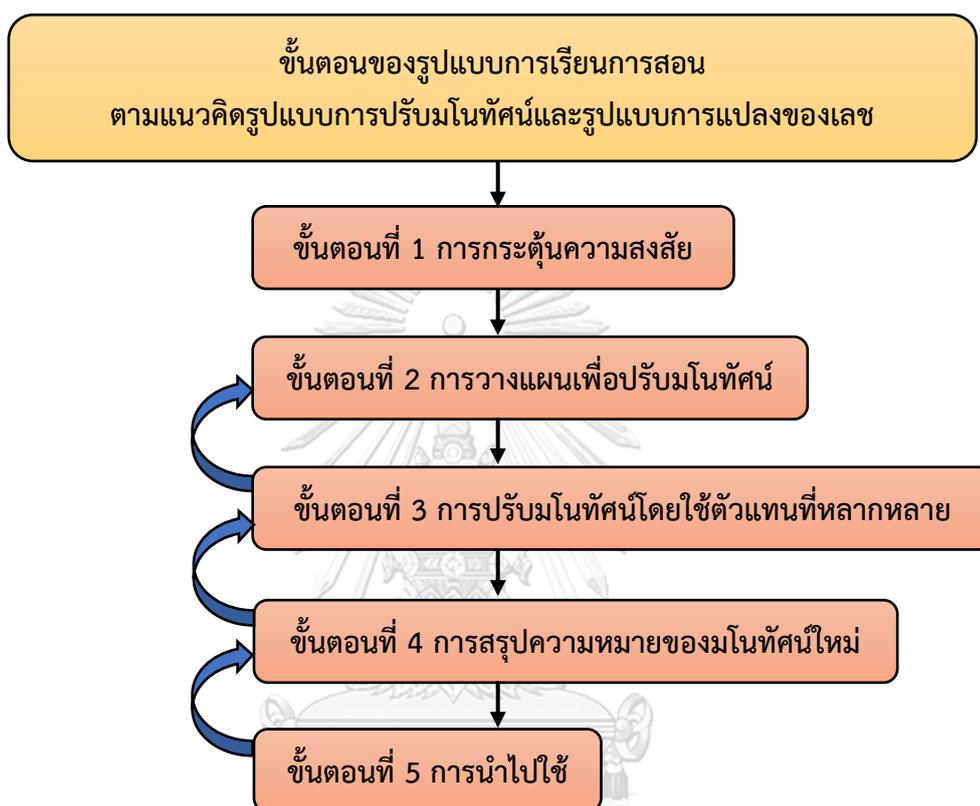 ขั้นตอนของรูปแบบการเรียนการสอน
ตามแนวคิดรูปแบบการปรับมโนทัศน์และรูปแบบการแปลงของเลช
ขั้นตอนที่ 1 การกระตุ้นความสงสัย
ขั้นตอนที่ 2 การวางแผนเพื่อปรับมโนทัศน์
ขั้นตอนที่ 3 การปรับมโนทัศน์โดยใช้ตัวแทนที่หลากหลาย
ขั้นตอนที่ 4 การสรุปความหมายของมโนทัศน์ใหม่
ขั้นตอนที่ 5 การนำไปใช้